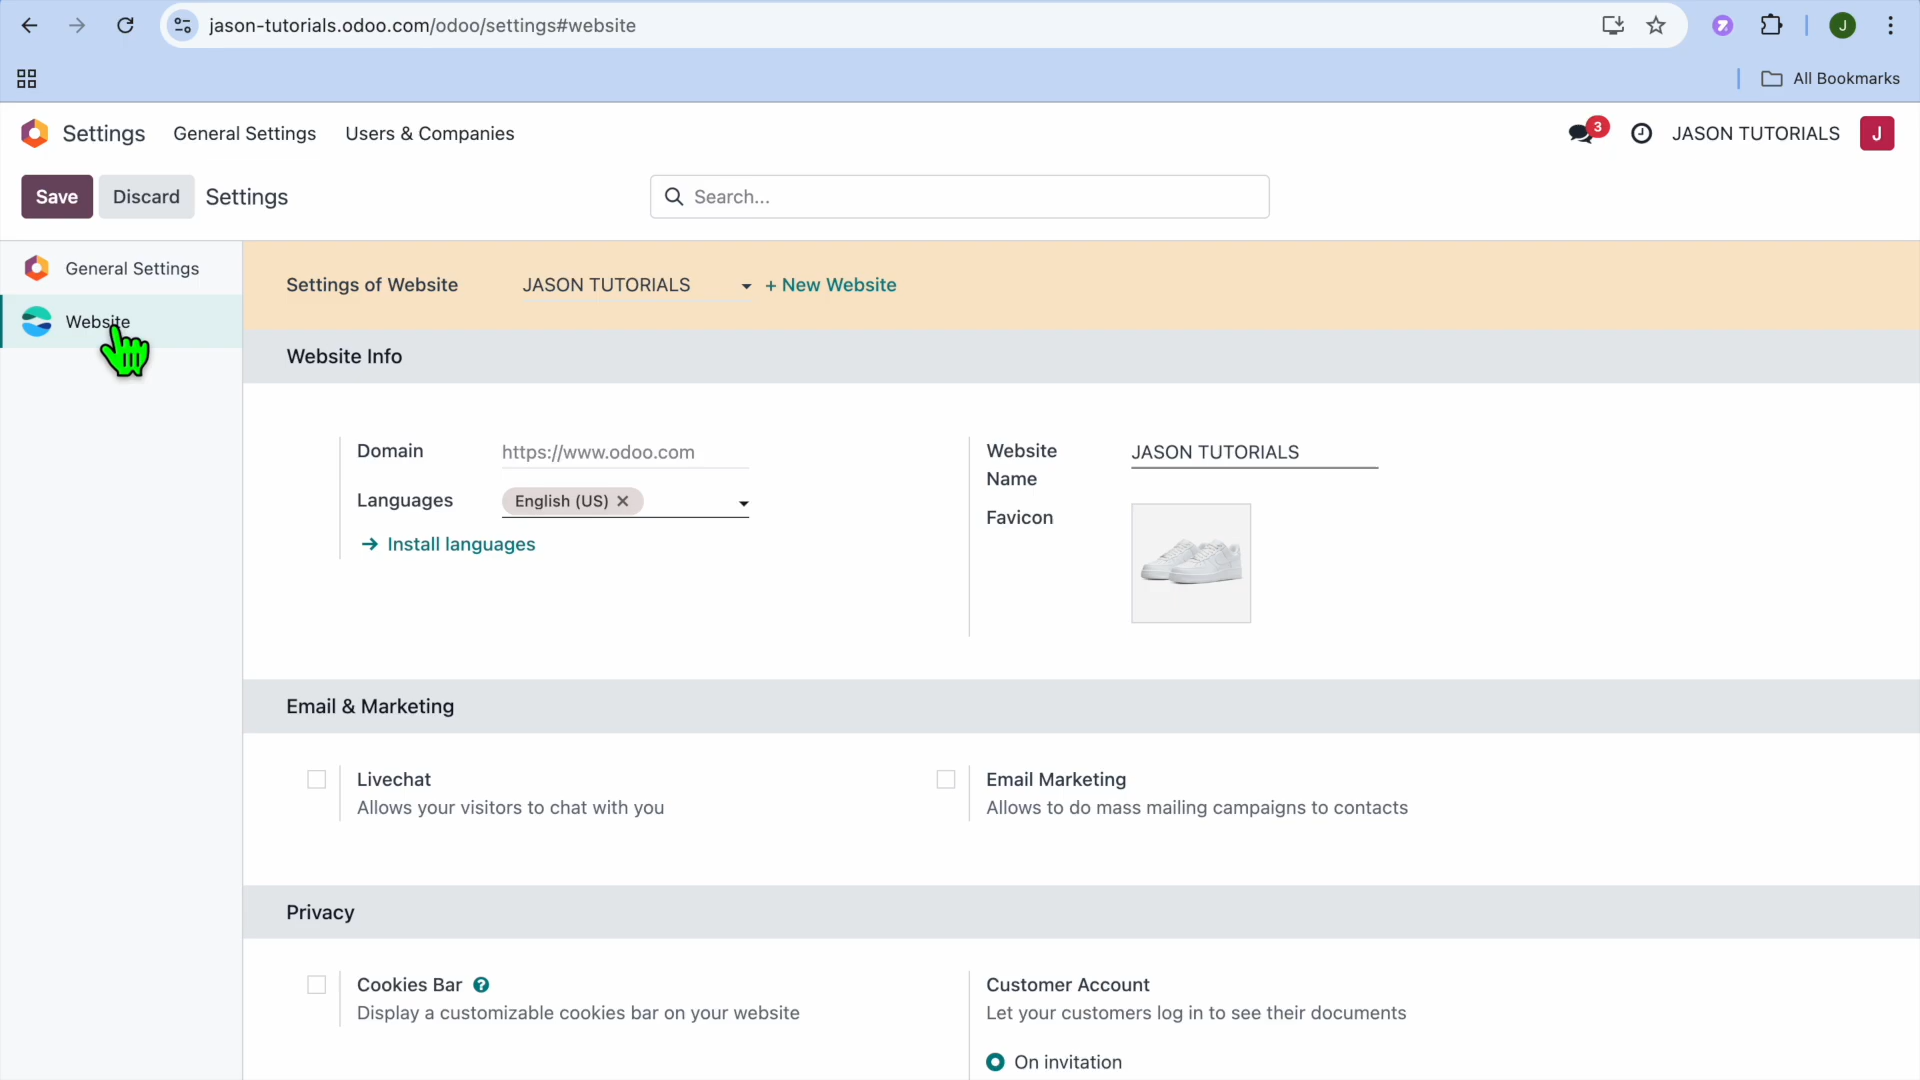 jason-tutorials.odoo.com/odoo/settings#website
J
All Bookmarks
Settings
General Settings
Users & Companies
3
JASON TUTORIALS
J
Save
Discard
Settings
Search...
General Settings
Website
Settings of Website
JASON TUTORIALS
+ New Website
Website Info
Domain
https://www.odoo.com
Languages
English (US)
Install languages
Website
Name
JASON TUTORIALS
Favicon
Email & Marketing
Livechat
Allows your visitors to chat with you
Email Marketing
Allows to do mass mailing campaigns to contacts
Privacy
Cookies Bar ?
Display a customizable cookies bar on your website
Customer Account
Let your customers log in to see their documents
On invitation